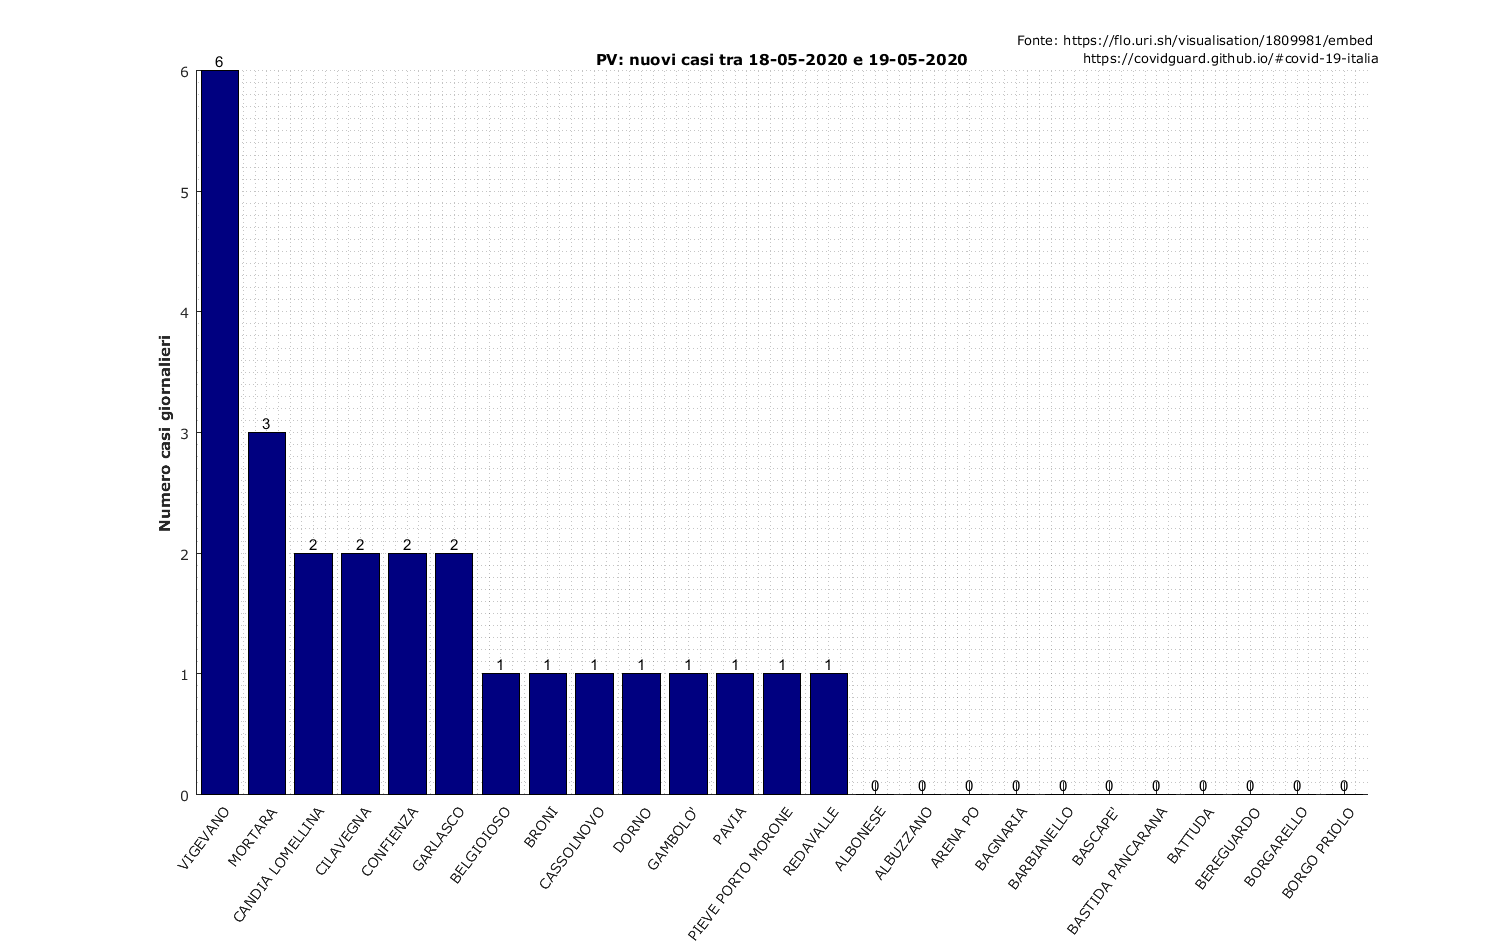 Fonte: https://flo.uri.sh/visualisation/1809981/embed
https://covidguard.github.io/#covid-19-italia
PV: nuovi casi tra 18-05-2020 e 19-05-2020
Numero casi giornalieri
6
5
4
3
2
1
0
6
3
2
2
2
2
1
1
1
1
1
1
1
1
0
0
0
0
0
0
0
0
0
0
0
VIGEVANO
MORTARA
CANDIA LOMELLINA
CILAVEGNA
CONFIENZA
GARLASCO
BELGIOIOSO
BRONI
CASSOLNOVO
DORNO
GAMBOLO'
PAVIA
PIEVE PORTO MORONE
REDAVALLE
ALBONESE
ALBUZZANO
ARENA PO
BAGNARIA
BARBIANELLO
BASCAPE'
BASTIDA PANCARANA
BATTUDA
BEREGUARDO
BORGARELLO
BORGO PRIOLO